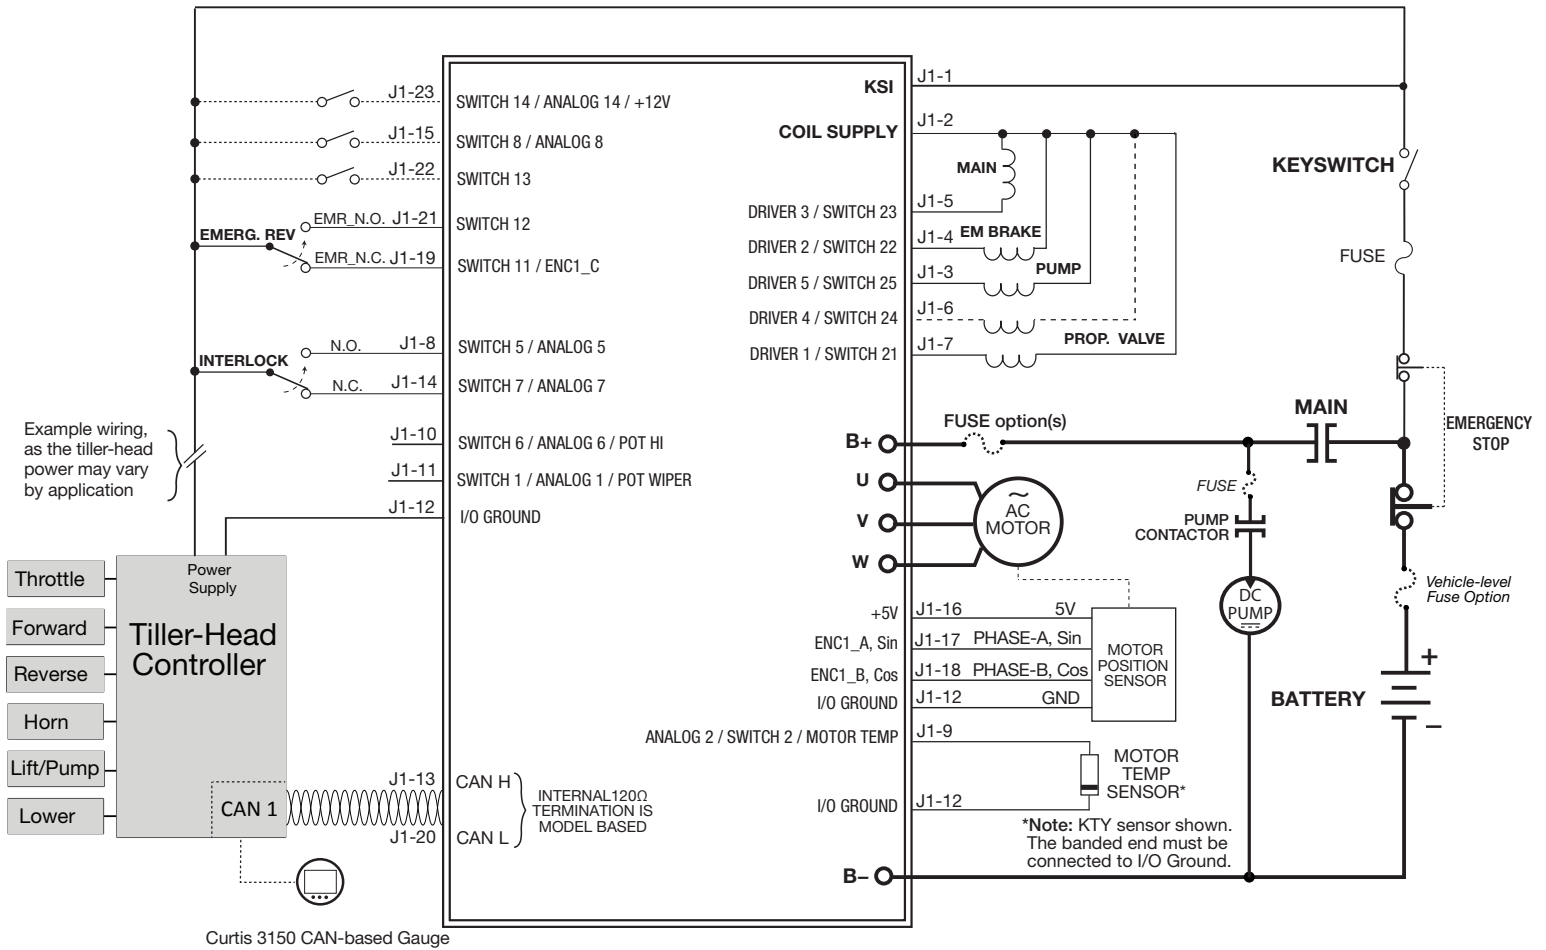 J1-23
SWITCH 14 / ANALOG 14 / +12V
J1-15
SWITCH 8 / ANALOG 8
J1-22
SWITCH 13
EMR_N.O. J1-21
SWITCH 12
EMERG. REV
EMR_N.C. J1-19
SWITCH 11 / ENC1_C
N.O.
J1-8
SWITCH 5 / ANALOG 5
INTERLOCK
N.C.
J1-14
SWITCH 7 / ANALOG 7
Example wiring,
as the tiller-head
power may vary
by application
J1-10
SWITCH 6 / ANALOG 6 / POT HI
J1-11
SWITCH 1 / ANALOG 1 / POT WIPER
J1-12
I/O GROUND
Power
Supply
Tiller-Head
Controller
Throttle
Forward
Reverse
Horn
Lift/Pump
Lower
CAN 1
J1-13
CAN H
J1-20
CAN L
INTERNAL120Ω
TERMINATION IS
MODEL BASED
Curtis 3150 CAN-based Gauge
KSI
J1-1
COIL SUPPLY
J1-2
MAIN
DRIVER 3 / SWITCH 23
J1-5
DRIVER 2 / SWITCH 22
J1-4
EM BRAKE
DRIVER 5 / SWITCH 25
J1-3
PUMP
DRIVER 4 / SWITCH 24
J1-6
DRIVER 1 / SWITCH 21
J1-7
PROP. VALVE
KEYSWITCH
FUSE
EMERGENCY
STOP
MAIN
B+
FUSE option(s)
U
V
W
~
AC
MOTOR
FUSE
PUMP
CONTACTOR
DC
PUMP
Vehicle-level
Fuse Option
+
BATTERY
–
+5V
J1-16
5V
ENC1_A, Sin
J1-17
PHASE-A, Sin
ENC1_B, Cos
J1-18
PHASE-B, Cos
I/O GROUND
J1-12
GND
MOTOR
POSITION
SENSOR
ANALOG 2 / SWITCH 2 / MOTOR TEMP
J1-9
MOTOR
TEMP
SENSOR*
I/O GROUND
J1-12
*Note: KTY sensor shown.
The banded end must be
connected to I/O Ground.
B–